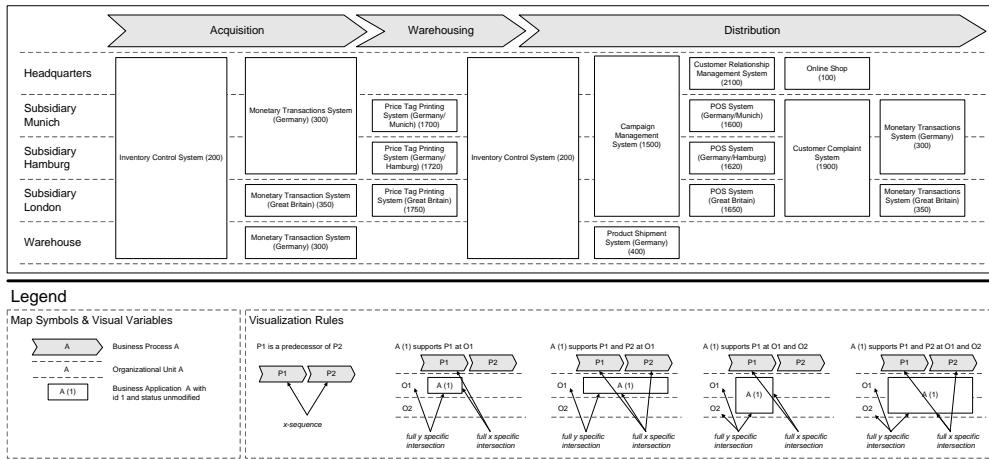 Acquisition
Warehousing
Distribution
Headquarters
Subsidiary
Munich
Subsidiary
Hamburg
Subsidiary
London
Warehouse
Inventory Control System (200)
Monetary Transactions System
(Germany) (300)
Monetary Transaction System
(Great Britain) (350)
Monetary Transaction System
(Germany) (300)
Price Tag Printing
System (Germany/
Munich) (1700)
Price Tag Printing
System (Germany/
Hamburg) (1720)
Price Tag Printing
System (Great Britain)
(1750)
Inventory Control System (200)
Campaign
Management
System (1500)
Product Shipment
System (Germany)
(400)
Customer Relationship
Management System
(2100)
POS System
(Germany/Munich)
(1600)
POS System
(Germany/Hamburg)
(1620)
POS System
(Great Britain)
(1650)
Online Shop
(100)
Customer Complaint
System
(1900)
Monetary Transactions
System (Germany)
(300)
Monetary Transactions
System (Great Britain)
(350)
Legend
Map Symbols & Visual Variables
A
Business Process A
A
Organizational Unit A
A (1)
Business Application A with
id 1 and status unmodified
Visualization Rules
P1 is a predecessor of P2
P1
P2
x-sequence
A (1) supports P1 at O1
P1
P2
O1
A (1)
O2
full y specific
intersection
full x specific
intersection
A (1) supports P1 and P2 at O1
P1
P2
O1
A (1)
O2
full y specific
intersection
full x specific
intersection
A (1) supports P1 at O1 and O2
P1
P2
O1
A (1)
O2
full y specific
intersection
full x specific
intersection
A (1) supports P1 and P2 at O1 and O2
P1
P2
O1
A (1)
O2
full y specific
intersection
full x specific
intersection